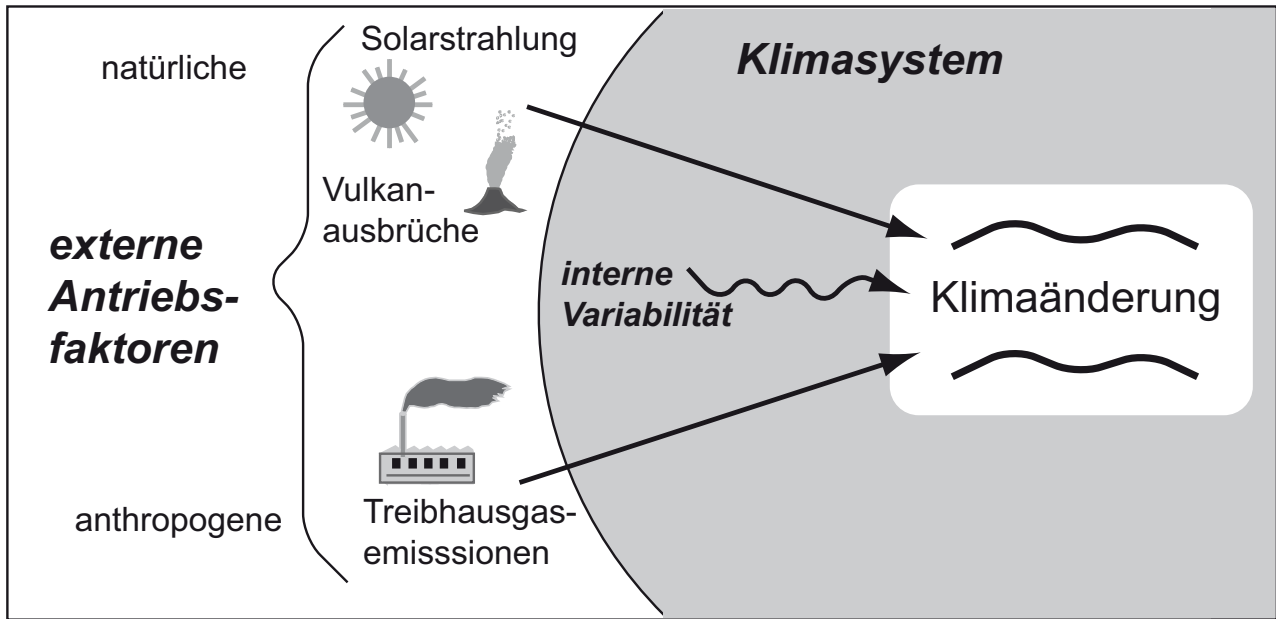 natürliche
Solarstrahlung
Vulkan-
ausbrüche
externe
Antriebs-
faktoren
anthropogene
Treibhausgas-
emisssionen
Klimasystem
interne
Variabilität
Klimaänderung